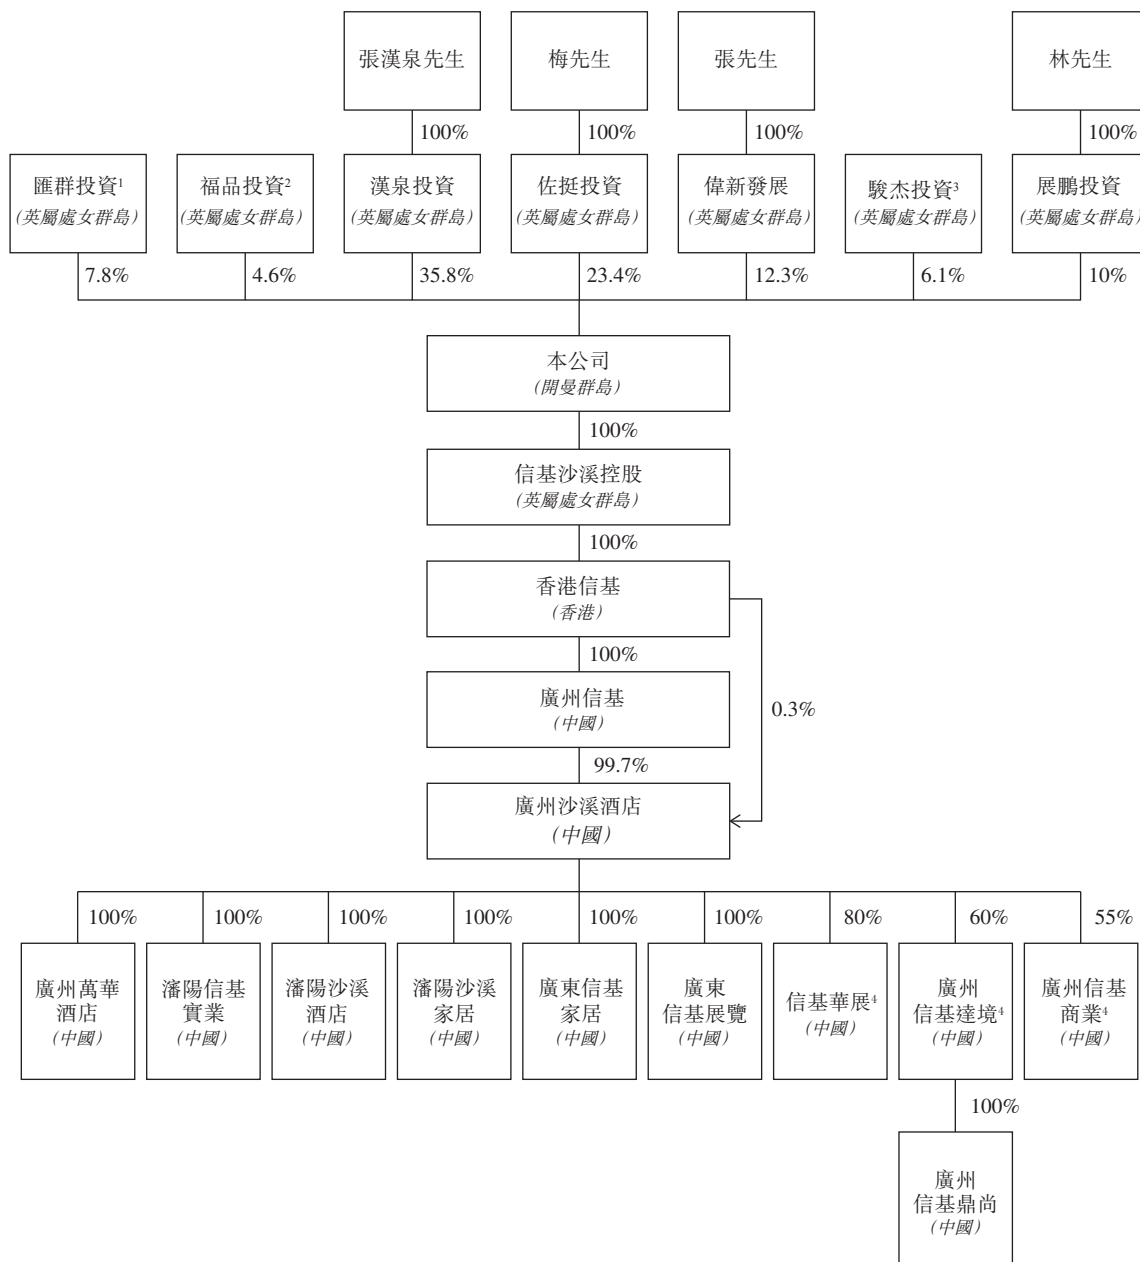 張漢泉先生
梅先生
張先生
林先生
100%
100%
100%
100%
匯群投資¹
(英屬處女群島)
福品投資²
(英屬處女群島)
漢泉投資
(英屬處女群島)
佐挺投資
(英屬處女群島)
偉新發展
(英屬處女群島)
駿杰投資³
(英屬處女群島)
展鵬投資
(英屬處女群島)
7.8%
4.6%
35.8%
23.4%
12.3%
6.1%
10%
本公司
(開曼群島)
100%
信基沙溪控股
(英屬處女群島)
100%
香港信基
(香港)
100%
廣州信基
(中國)
0.3%
99.7%
廣州沙溪酒店
(中國)
100%
100%
100%
100%
100%
100%
80%
60%
55%
廣州萬華
酒店
(中國)
瀋陽信基
實業
(中國)
瀋陽沙溪
酒店
(中國)
瀋陽沙溪
家居
(中國)
廣東信基
家居
(中國)
廣東
信基展覽
(中國)
信基華展⁴
(中國)
廣州
信基達境⁴
(中國)
廣州信基
商業⁴
(中國)
100%
廣州
信基鼎尚
(中國)